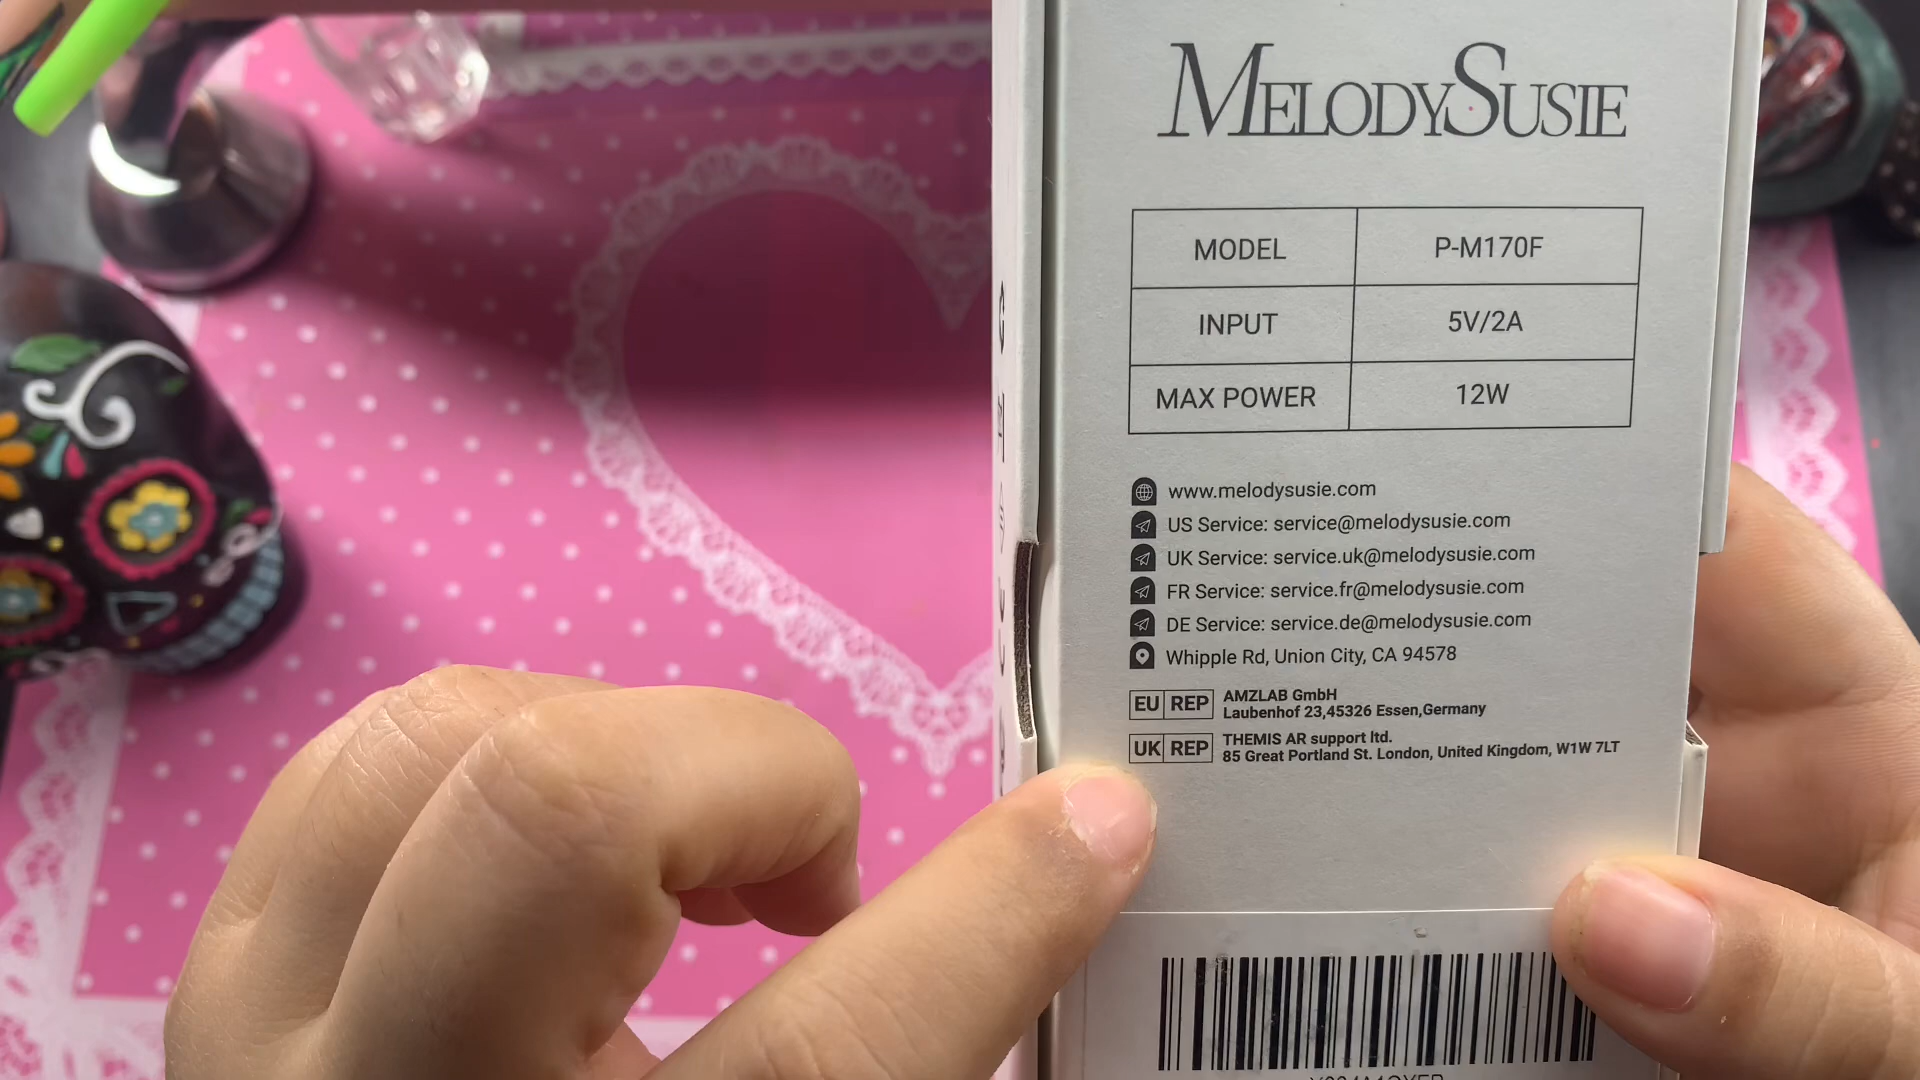 MELODYSUSIE
MODEL P-M170F
INPUT 5V/2A
MAX POWER 12W
www.melodysusie.com
US Service: service@melodysusie.com
UK Service: service.uk@melodysusie.com
FR Service: service.fr@melodysusie.com
DE Service: service.de@melodysusie.com
Whipple Rd, Union City, CA 94578
EU REP AMZLAB GmbH
Laubenhof 23,45326 Essen,Germany
UK REP THEMIS AR support ltd.
85 Great Portland St. London, United Kingdom, W1W 7LT